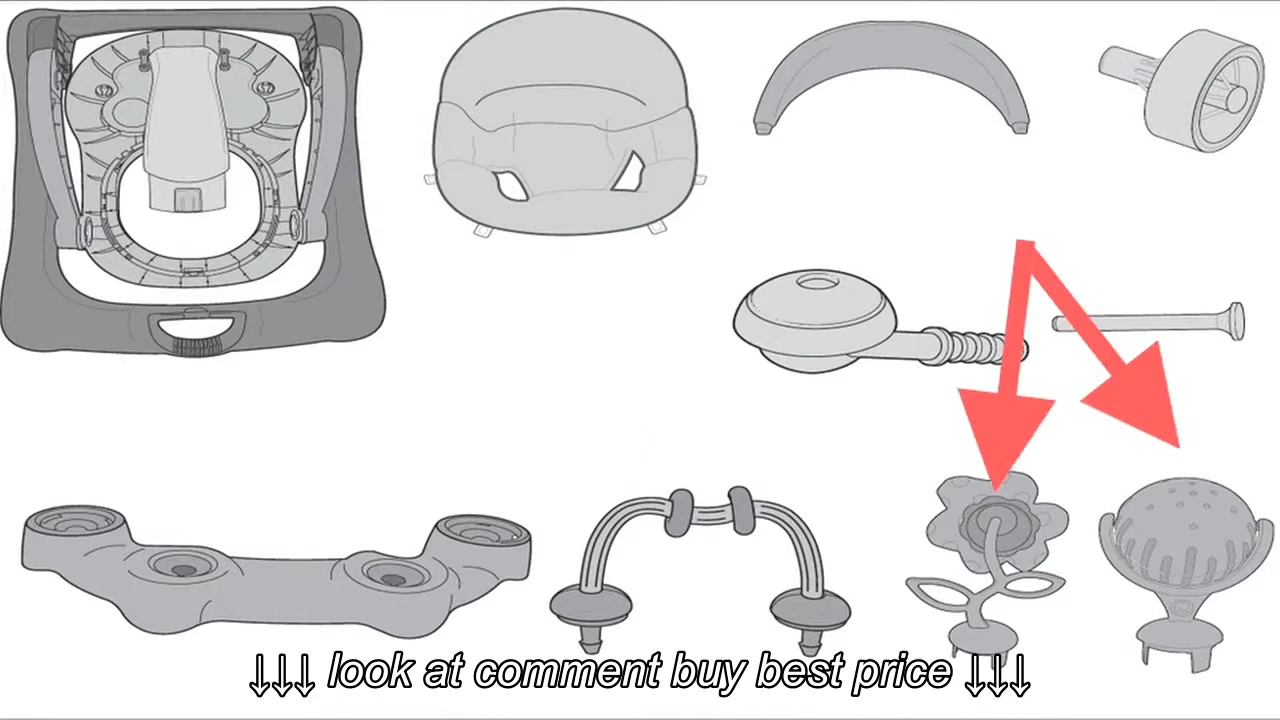 ↓↓↓ look at comment buy best price ↓↓↓